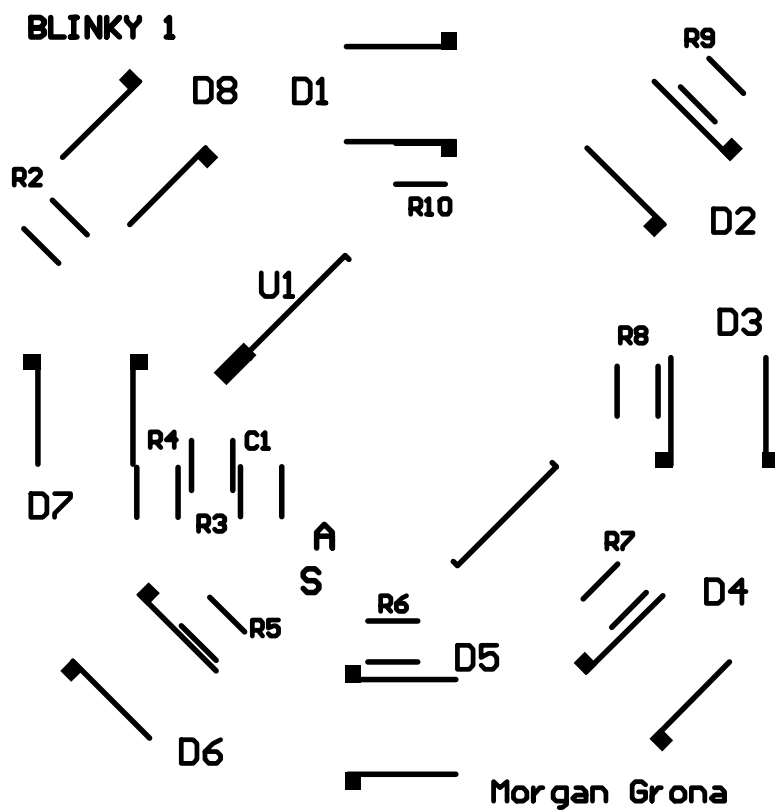 BLINKY 1
R9
D8
D1
R2
R10
D2
U1
D3
R8
R4
C1
D7
R3
A
S
R7
D4
R6
R5
D5
D6
Morgan Grona